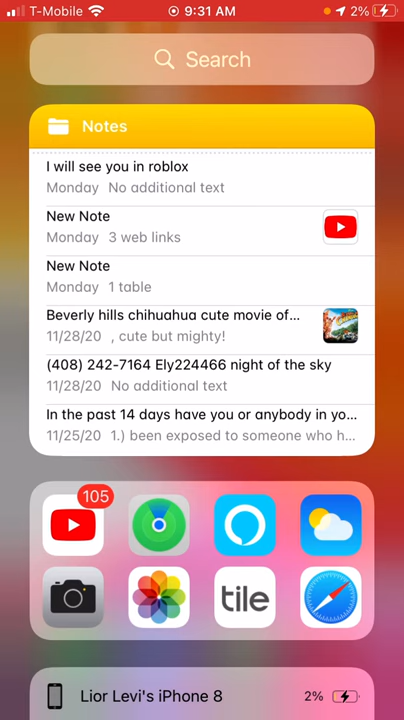 T-Mobile 9:31 AM 2%
Search
Notes
I will see you in roblox
Monday No additional text
New Note
Monday 3 web links
New Note
Monday 1 table
Beverly hills chihuahua cute movie of...
11/28/20 , cute but mighty!
(408) 242-7164 Ely224466 night of the sky
11/28/20 No additional text
In the past 14 days have you or anybody in yo...
11/25/20 1.) been exposed to someone who h...
105
tile
Lior Levi's iPhone 8 2%